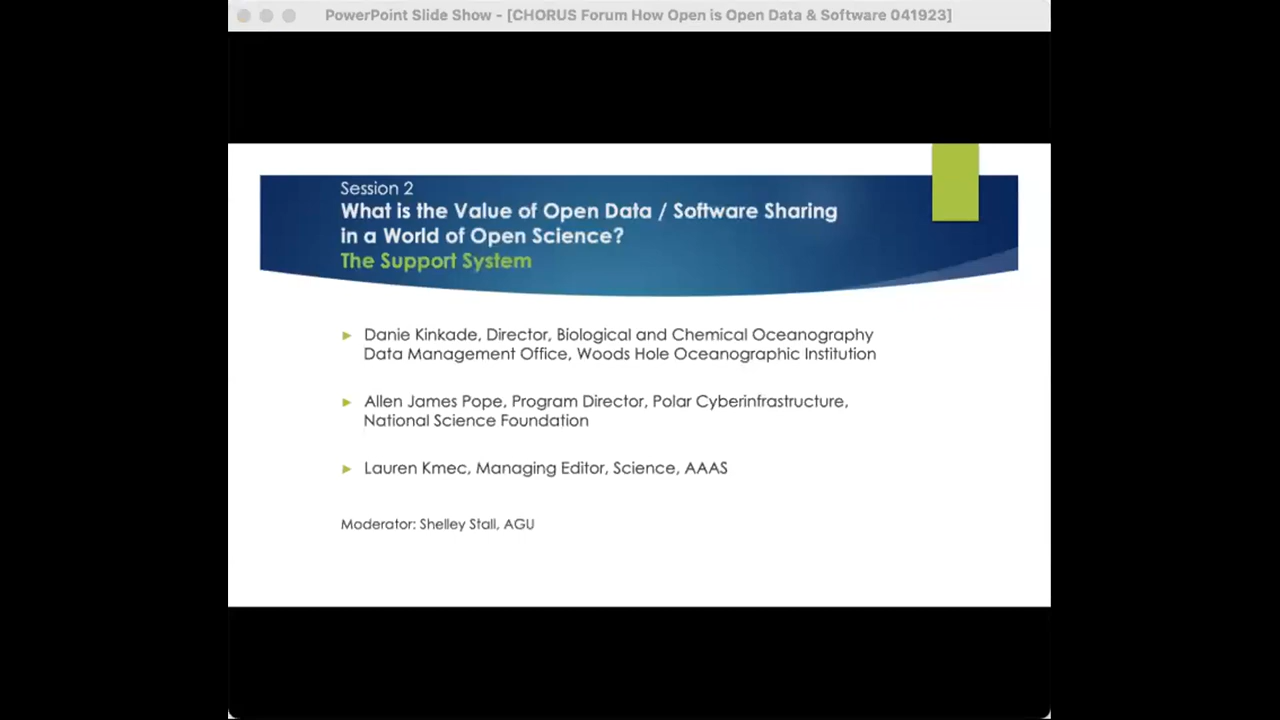 PowerPoint Slide Show - [CHORUS Forum How Open is Open Data & Software 041923]
Session 2
What is the Value of Open Data / Software Sharing
in a World of Open Science?
The Support System
Danie Kinkade, Director, Biological and Chemical Oceanography
Data Management Office, Woods Hole Oceanographic Institution
Allen James Pope, Program Director, Polar Cyberinfrastructure,
National Science Foundation
Lauren Kmec, Managing Editor, Science, AAAS
Moderator: Shelley Stall, AGU